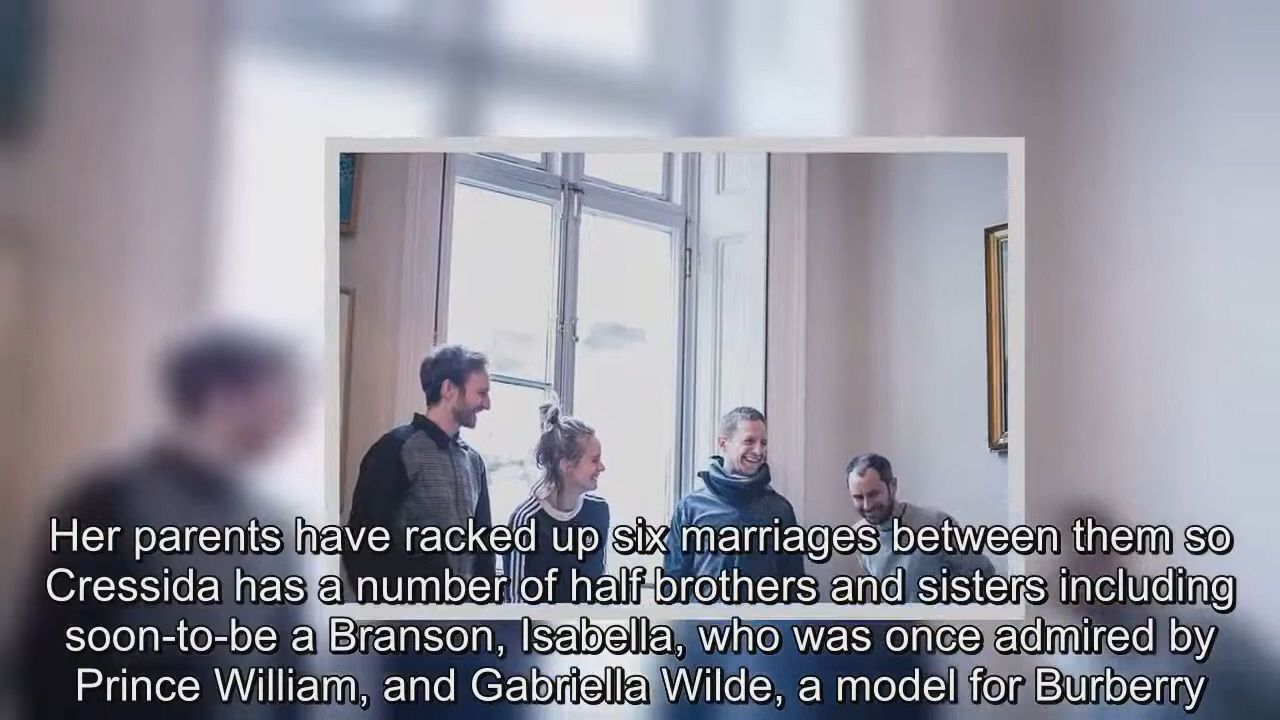 Her parents have racked up six marriages between them so
Cressida has a number of half brothers and sisters including
soon-to-be a Branson, Isabella, who was once admired by
Prince William, and Gabriella Wilde, a model for Burberry